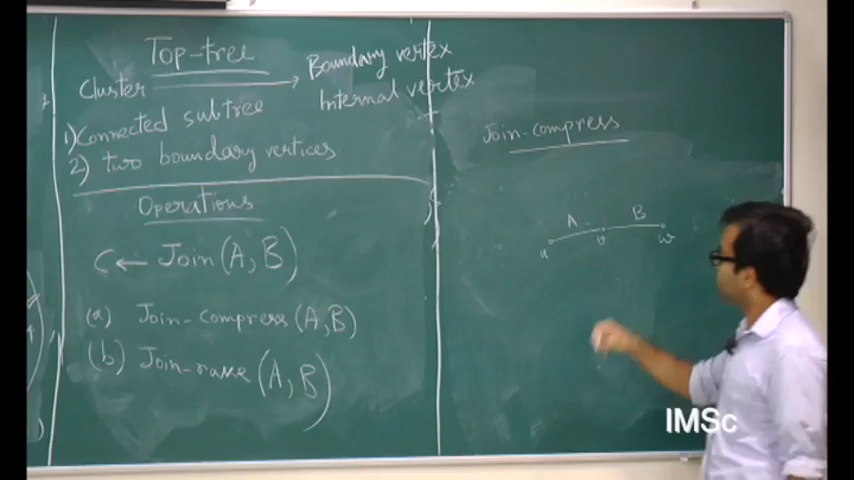 Top-tree
Cluster → Boundary vertex
Internal vertex
1) Connected subtree
2) two boundary vertices
Operations
C ← Join (A, B)
(a) Join-compress (A, B)
(b) Join-rake (A, B)
Join-compress
A B
u v w
IMSc